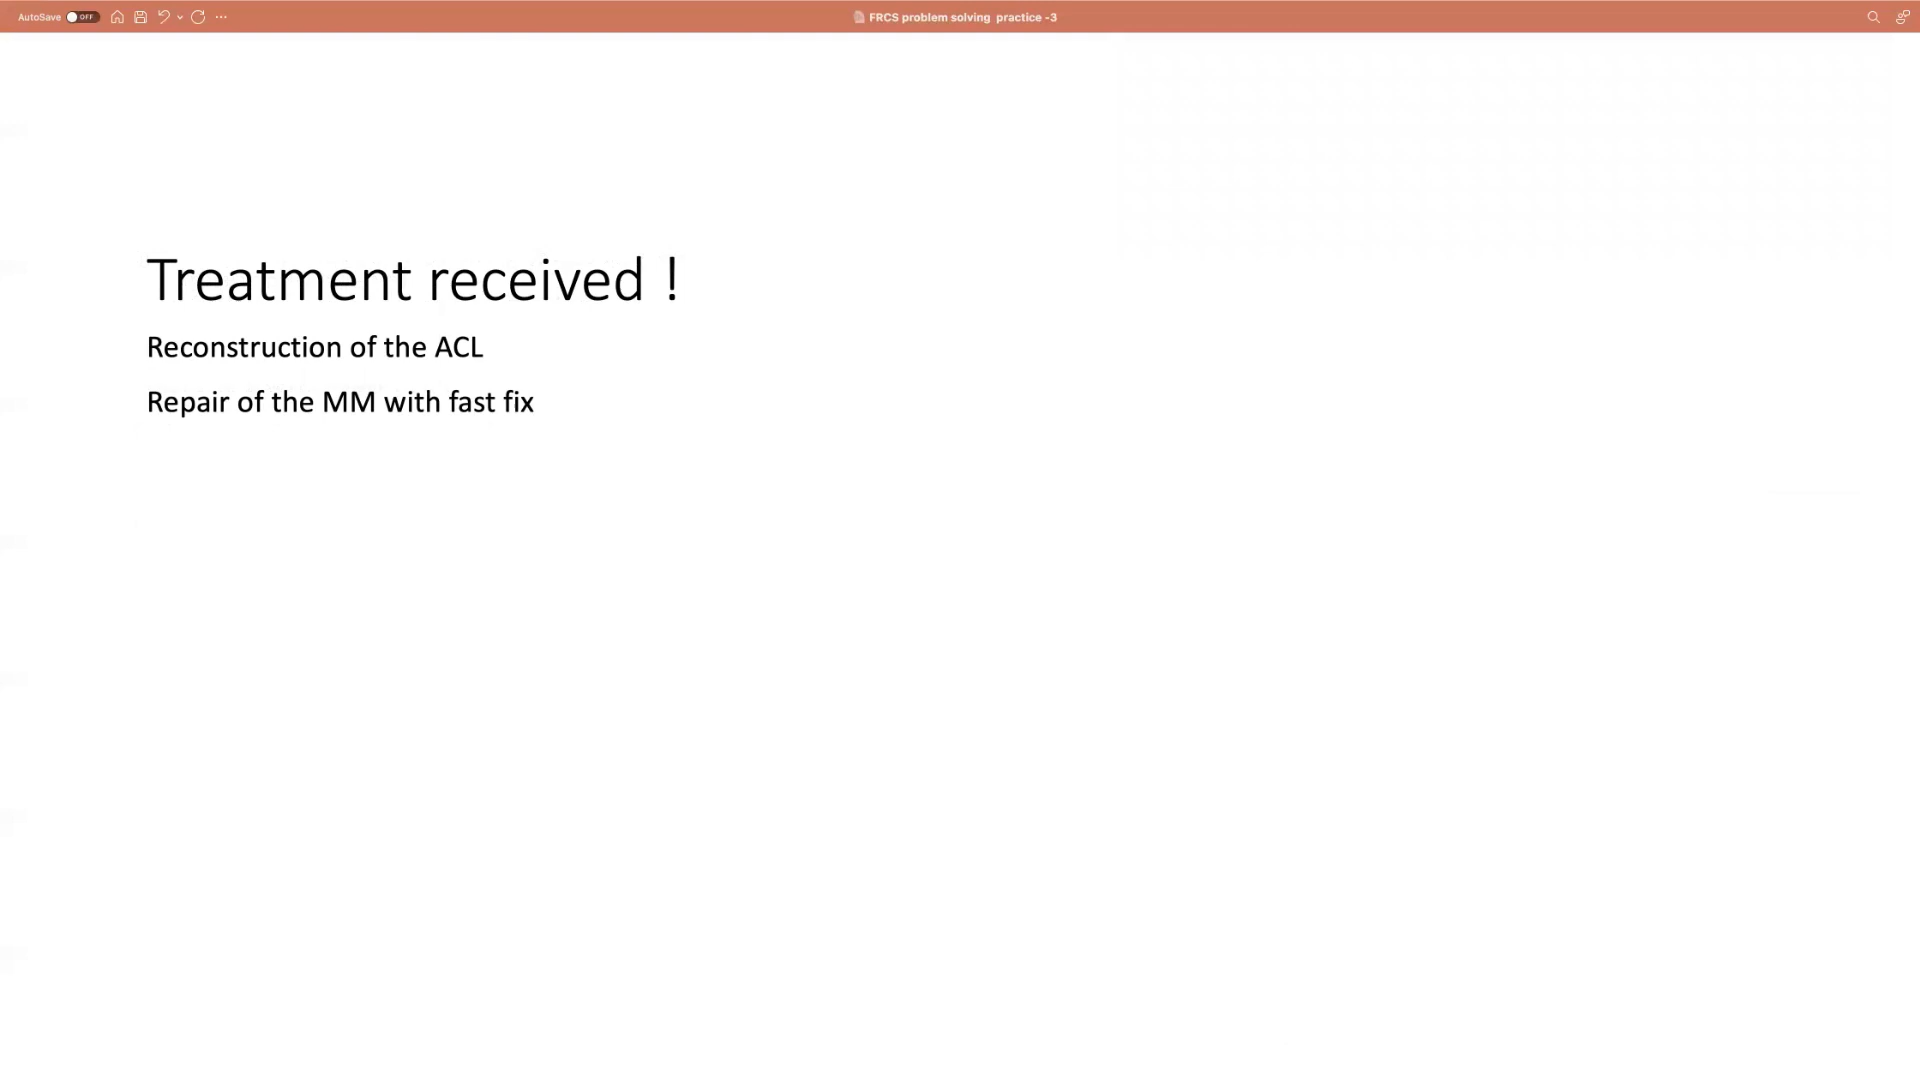 AutoSave OFF
FRCS problem solving practice -3
Treatment received !
Reconstruction of the ACL
Repair of the MM with fast fix